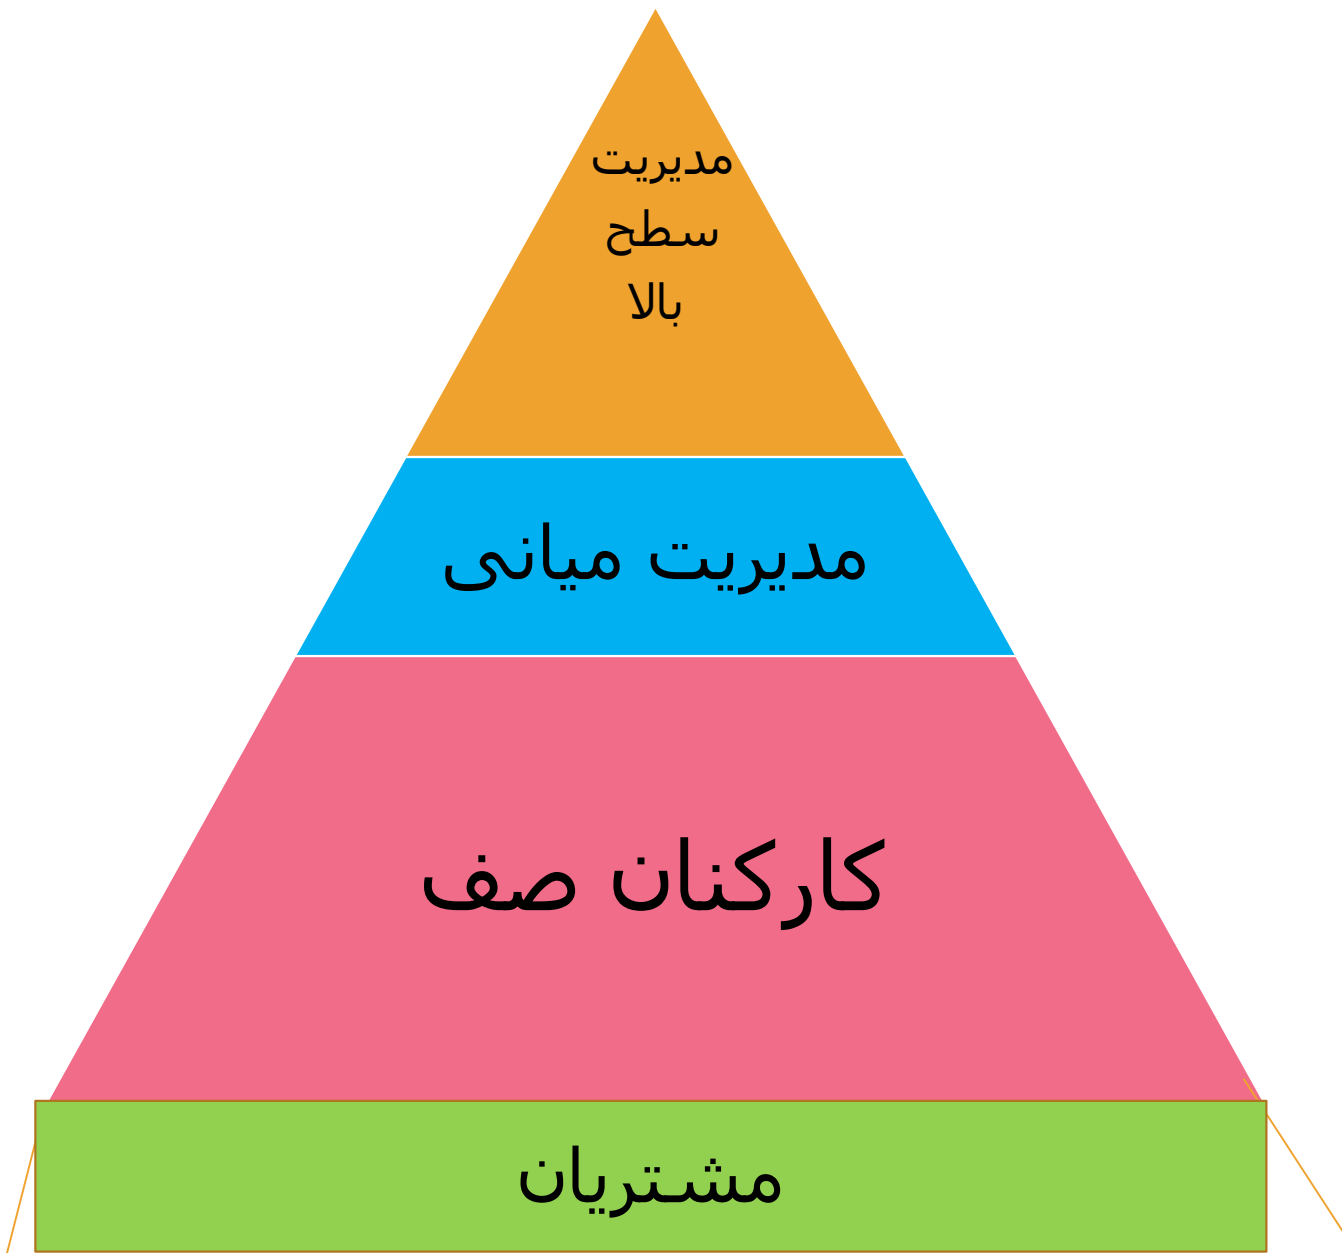 مدیریت
سطح
بالا
مدیریت میانی
کارکنان صف
مشتریان